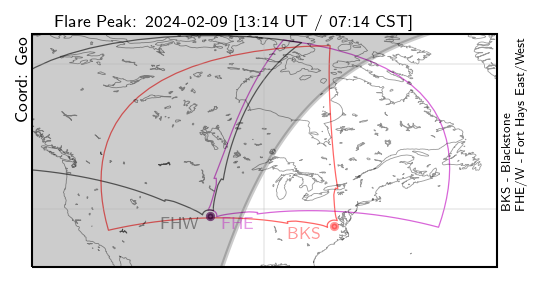 Flare Peak: 2024-02-09 [13:14 UT / 07:14 CST]
Coord: Geo
FHW
FHE
BKS
BKS - Blackstone
FHE/W - Fort Hays East/West